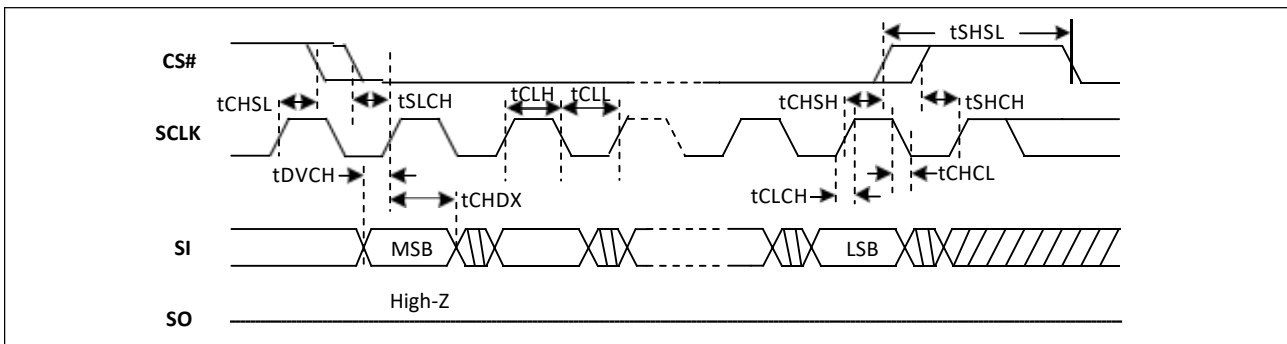 tSHSL
CS#
tCHSL
tSLCH
tCLH
tCLL
tCHSH
tSHCH
SCLK
tDVCH
tCHDX
tCLCH
tCHCL
SI
MSB
LSB
High-Z
SO